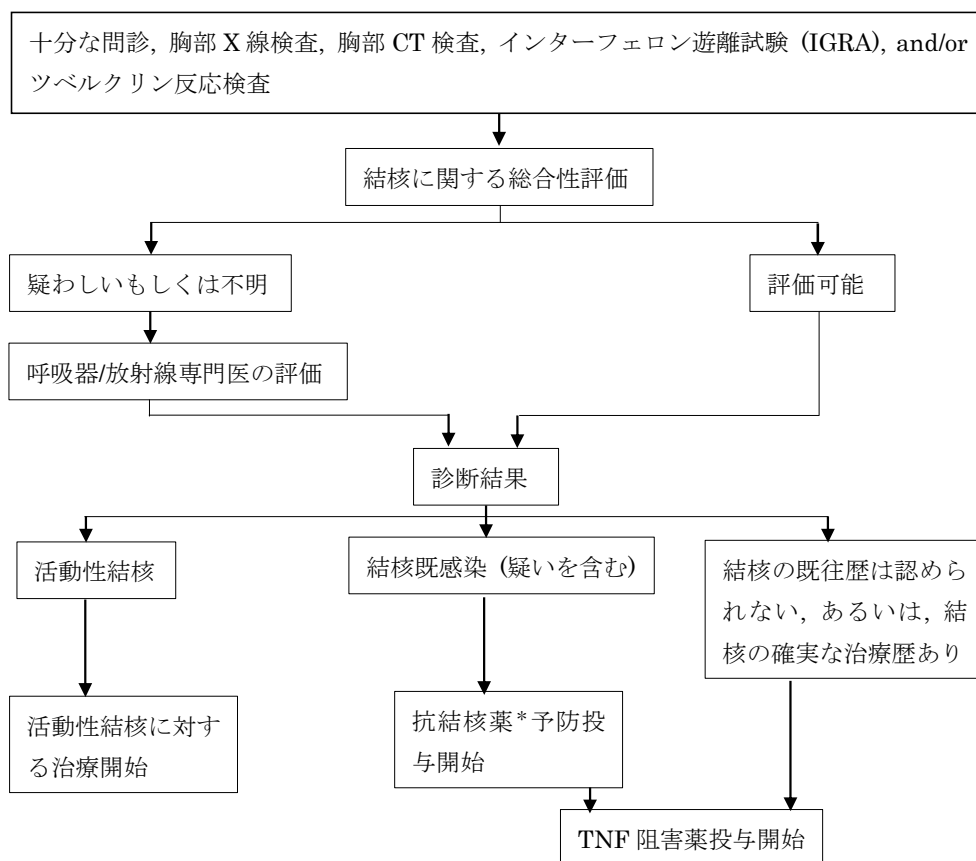 十分な問診, 胸部 X 線検査, 胸部 CT 検査, インターフェロン遊離試験 (IGRA), and/or
ツベルクリン反応検査
結核に関する総合性評価
疑わしいもしくは不明
評価可能
呼吸器/放射線専門医の評価
診断結果
活動性結核
結核既感染 (疑いを含む)
結核の既往歴は認めら
れない, あるいは, 結
核の確実な治療歴あり
活動性結核に対す
る治療開始
抗結核薬*予防投
与開始
TNF 阻害薬投与開始